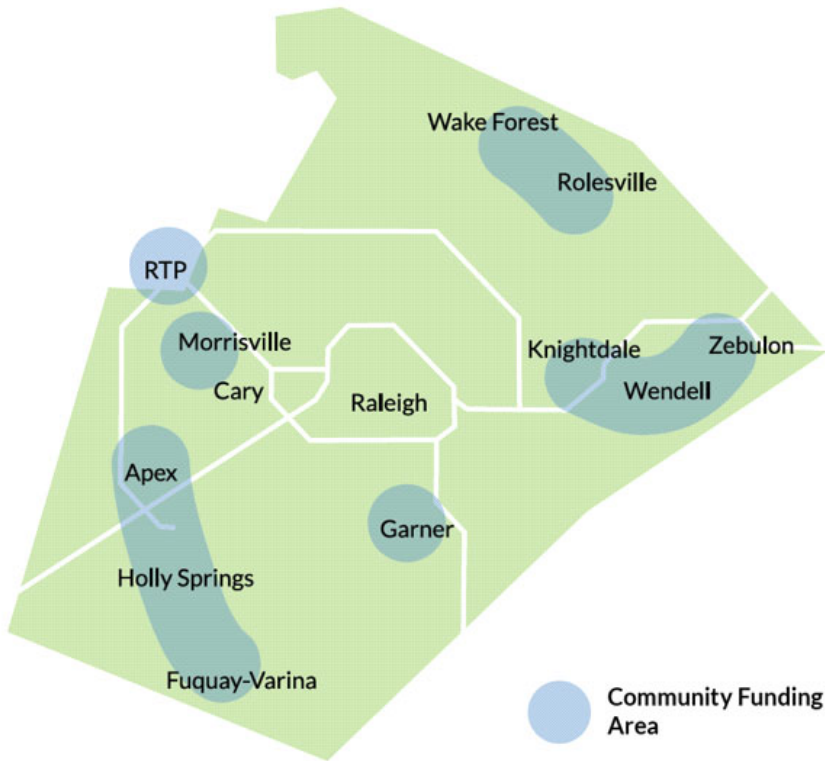 Wake Forest
Rolesville
RTP
Morrisville
Knightdale
Zebulon
Cary
Wendell
Raleigh
Apex
Garner
Holly Springs
Fuquay-Varina
Community Funding
Area